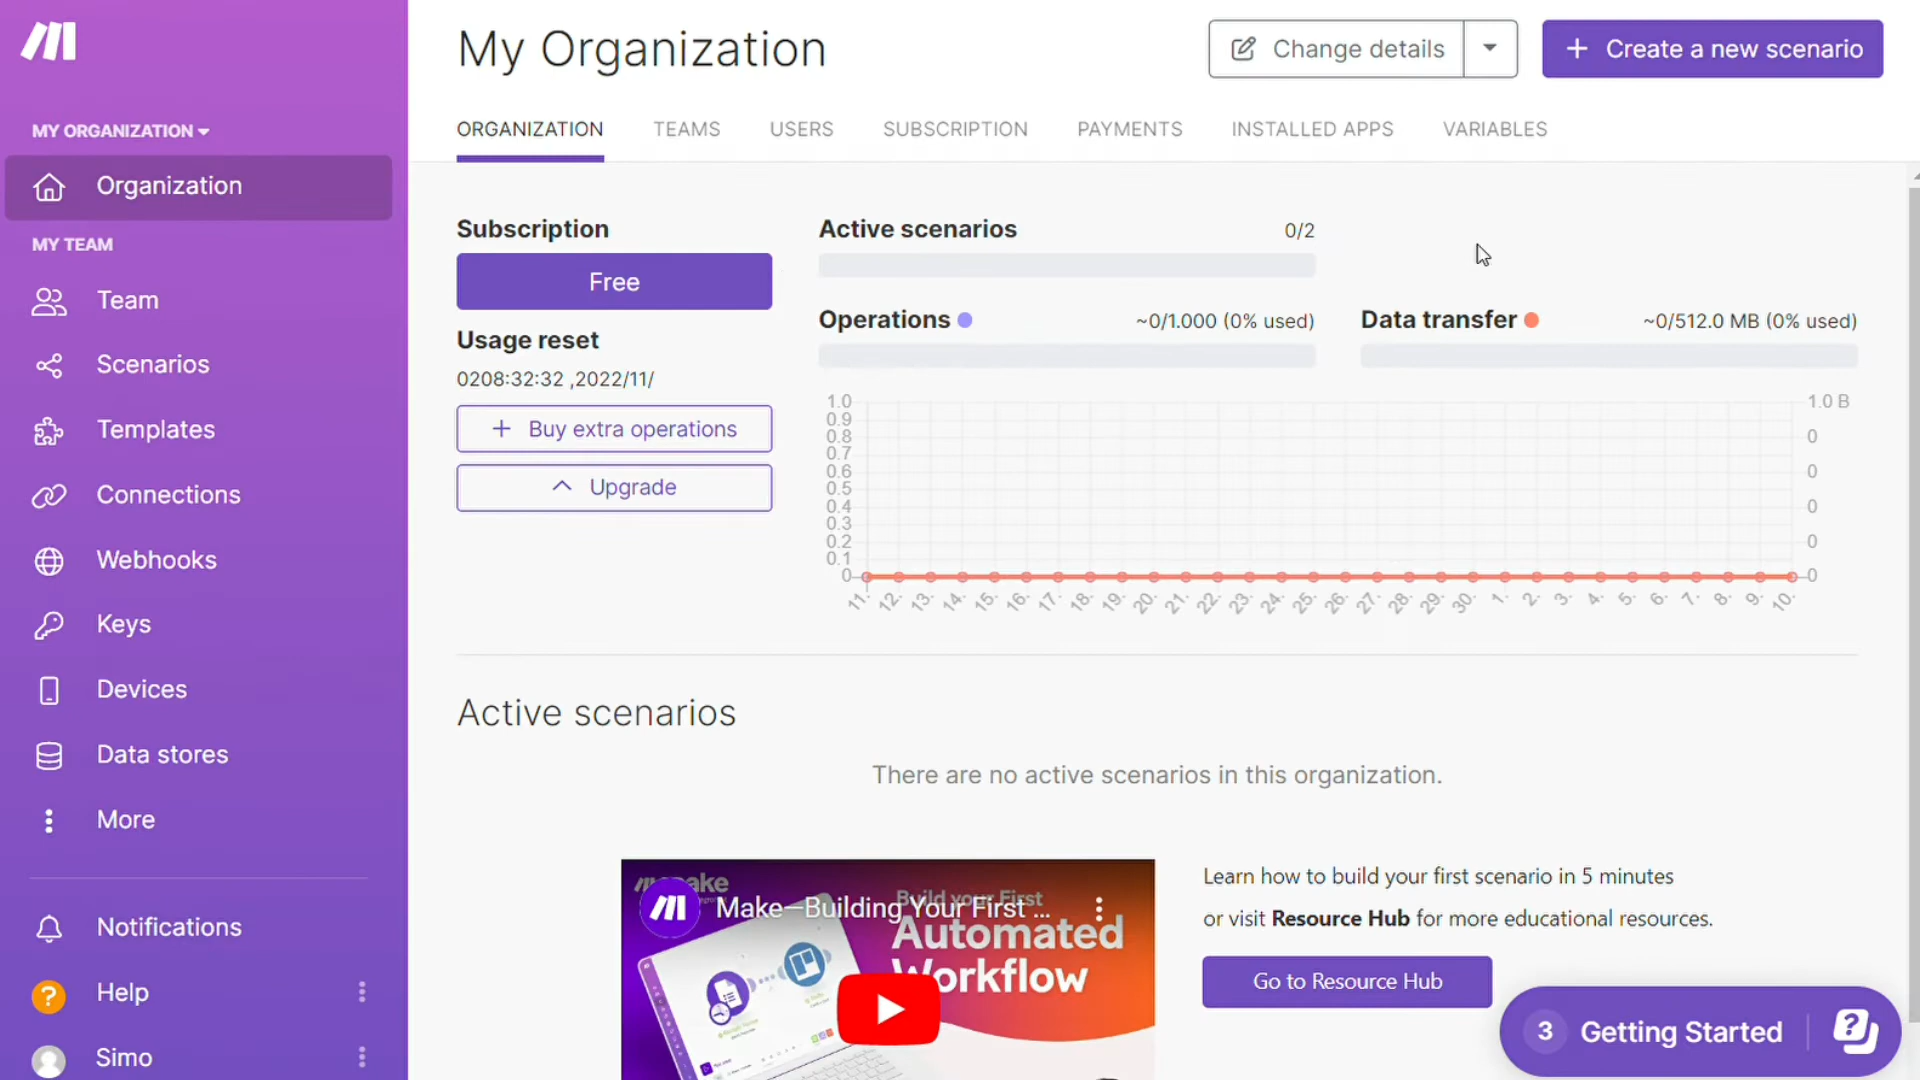 MY ORGANIZATION
Organization
MY TEAM
Team
Scenarios
Templates
Connections
Webhooks
Keys
Devices
Data stores
More
Notifications
? Help
Simo
My Organization
Change details
+ Create a new scenario
ORGANIZATION TEAMS USERS SUBSCRIPTION PAYMENTS INSTALLED APPS VARIABLES
Subscription
Free
Usage reset
0208:32:32 ,2022/11/
+ Buy extra operations
Upgrade
Active scenarios 0/2
Operations ~0/1.000 (0% used)
Data transfer ~0/512.0 MB (0% used)
1.0
0.9
0.8
0.7
0.6
0.5
0.4
0.3
0.2
0.1
0
1.0 B
0
0
0
0
0
11. 12. 13. 14. 15. 16. 17. 18. 19. 20. 21. 22. 23. 24. 25. 26. 27. 28. 29. 30. 1. 2. 3. 4. 5. 6. 7. 8. 9. 10.
Active scenarios
There are no active scenarios in this organization.
Make—Building Your First ...
Build your First
Automated
Workflow
Learn how to build your first scenario in 5 minutes
or visit Resource Hub for more educational resources.
Go to Resource Hub
3 Getting Started ?